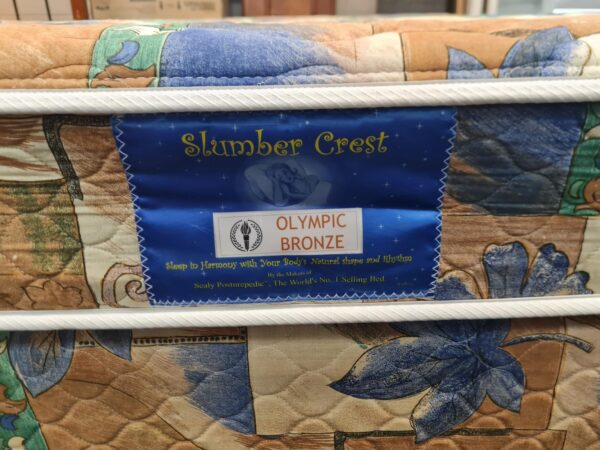 Slumber Crest
OLYMPIC
BRONZE
Sleep in Harmony with Your Body's Natural shape and Rhythm
By the Makers of
Sealy Posturepedic™, The World's No. 1 Selling Bed